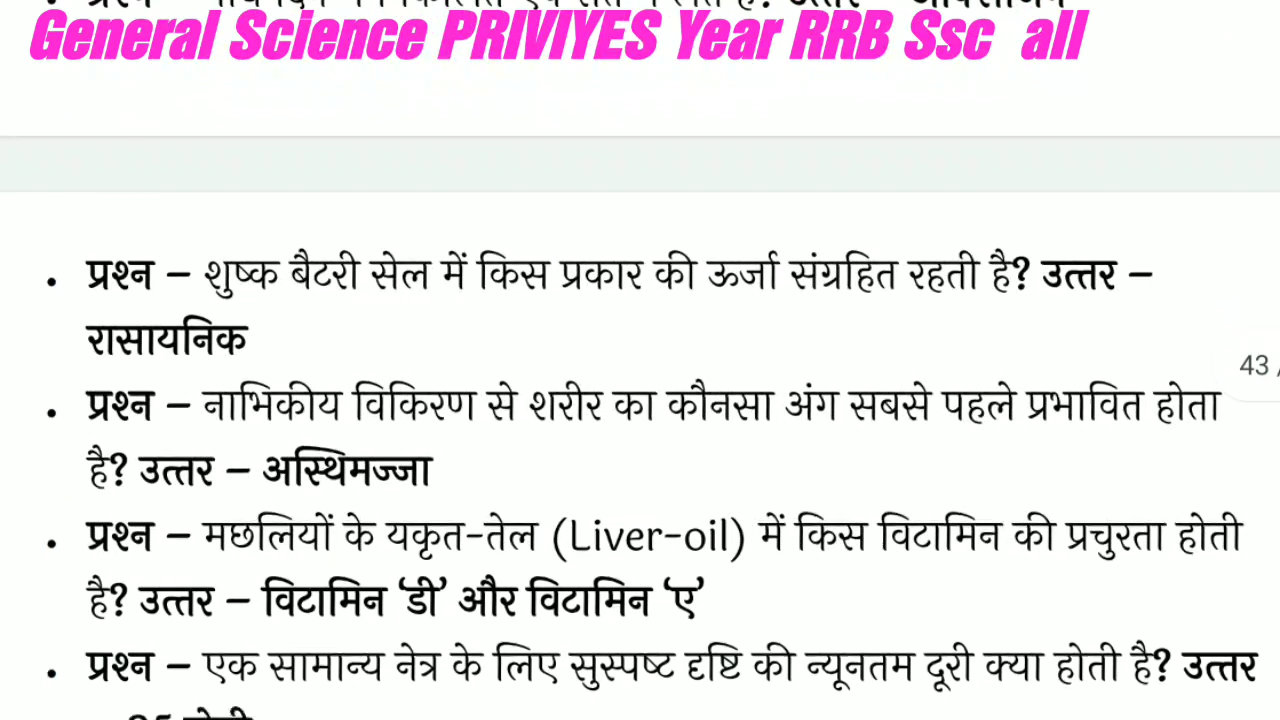 General Science PRIVIYES Year RRB Ssc all
• प्रश्न – शुष्क बैटरी सेल में किस प्रकार की ऊर्जा संग्रहित रहती है? उत्तर –
रासायनिक
43 /
• प्रश्न – नाभिकीय विकिरण से शरीर का कौनसा अंग सबसे पहले प्रभावित होता
है? उत्तर – अस्थिमज्जा
• प्रश्न – मछलियों के यकृत-तेल (Liver-oil) में किस विटामिन की प्रचुरता होती
है? उत्तर – विटामिन ‘डी’ और विटामिन ‘ए’
• प्रश्न – एक सामान्य नेत्र के लिए सुस्पष्ट दृष्टि की न्यूनतम दूरी क्या होती है? उत्तर